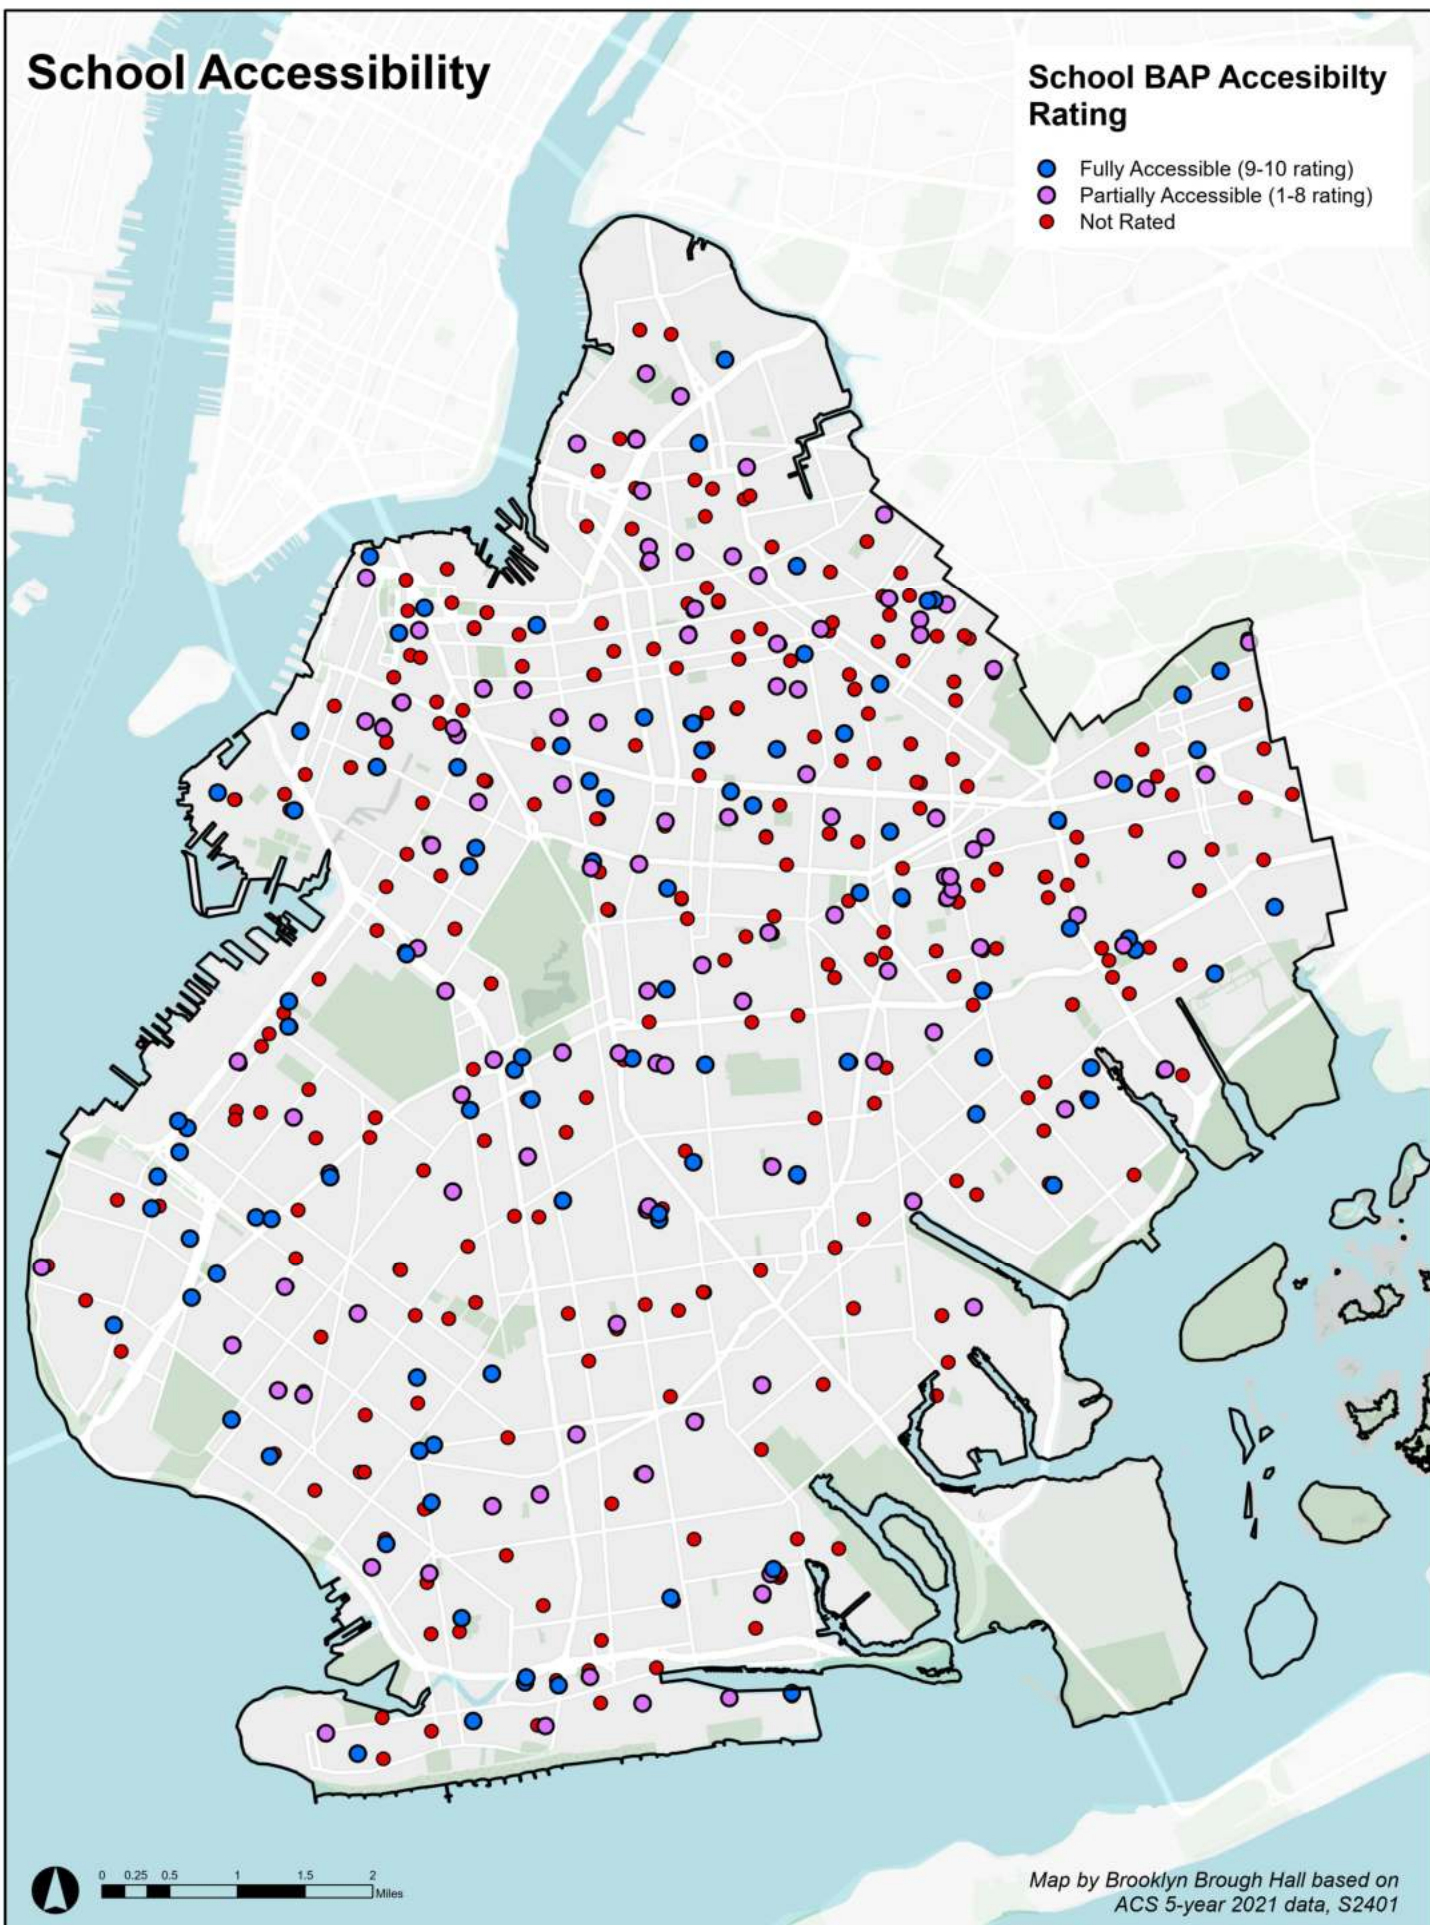 School Accessibility
School BAP Accesibilty
Rating
Fully Accessible (9-10 rating)
Partially Accessible (1-8 rating)
Not Rated
0 0.25 0.5 1 1.5 2
Miles
Map by Brooklyn Brough Hall based on
ACS 5-year 2021 data, S2401